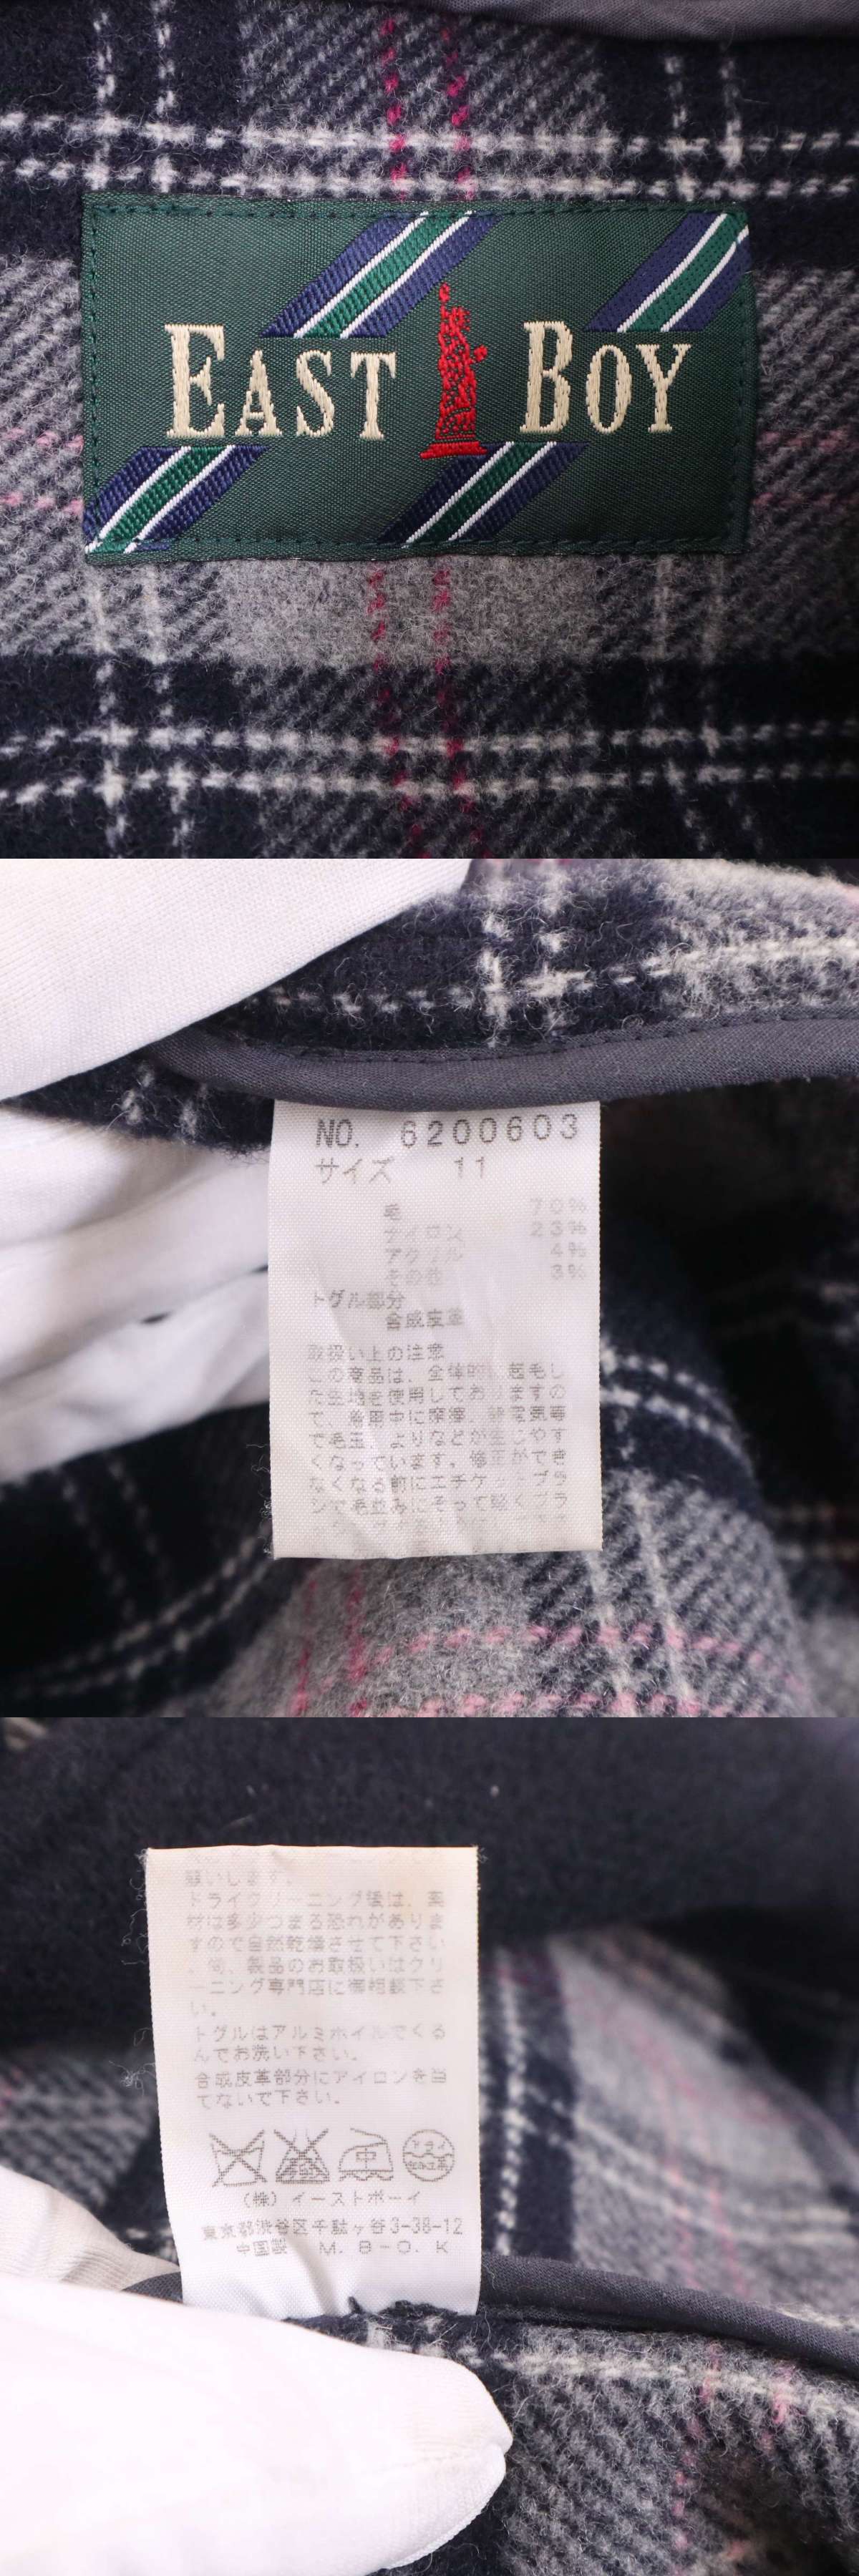 EAST BOY
NO. 6200603
サイズ 11
毛 70%
ナイロン 23%
アクリル 4%
その他 3%
トグル部分
合成皮革
取扱い上の注意
この商品は、全体的に起毛し
た生地を使用しておりますの
で、着用中に摩擦、静電気等
で毛玉、よりなどが生じやす
くなっています。修正ができ
なくなる前にエチケットブラ
シで毛並みにそって軽くブラ
願いします。
ドライクリーニング後は、素
材は多少つまる恐れがありま
すので自然乾燥させて下さい
。尚、製品のお取扱いはクリ
ーニング専門店に御相談下さ
い。
トグルはアルミホイルでくる
んでお洗い下さい。
合成皮革部分にアイロンを当
てないで下さい。
中 ドライ
(株)イーストボーイ
東京都渋谷区千駄ヶ谷3-38-12
中国製 M.B-O.K